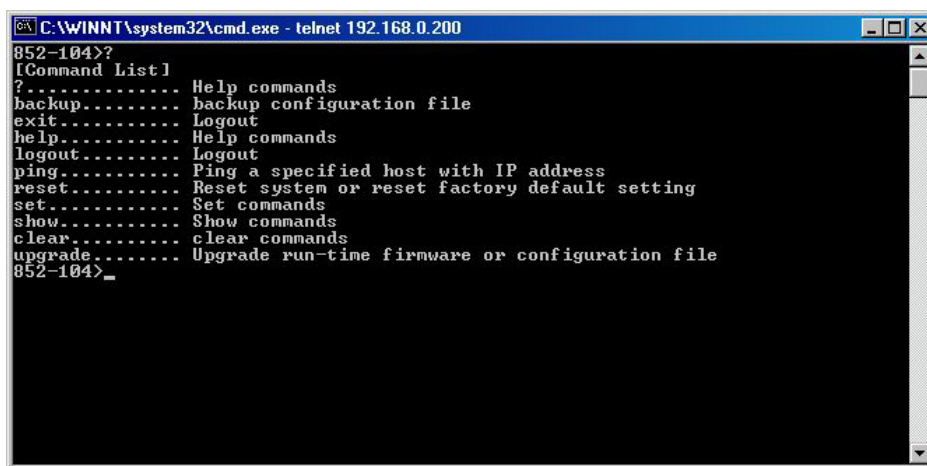 C:\WINNT\system32\cmd.exe - telnet 192.168.0.200
852-104>?
[Command List]
?.............. Help commands
backup......... backup configuration file
exit........... Logout
help........... Help commands
logout......... Logout
ping........... Ping a specified host with IP address
reset.......... Reset system or reset factory default setting
set............ Set commands
show........... Show commands
clear.......... clear commands
upgrade........ Upgrade run-time firmware or configuration file
852-104>_